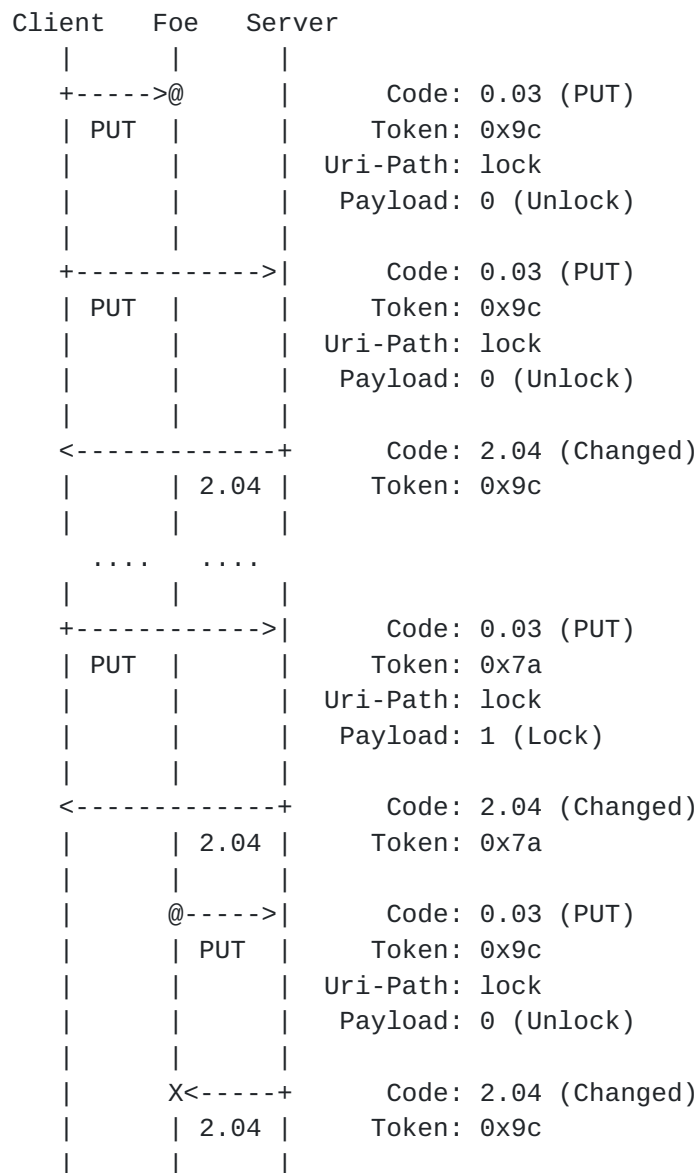 Client   Foe   Server
   |      |      |
   +----->@      |      Code: 0.03 (PUT)
   | PUT  |      |     Token: 0x9c
   |      |      |  Uri-Path: lock
   |      |      |   Payload: 0 (Unlock)
   |      |      |
   +------------>|      Code: 0.03 (PUT)
   | PUT  |      |     Token: 0x9c
   |      |      |  Uri-Path: lock
   |      |      |   Payload: 0 (Unlock)
   |      |      |
   <-------------+      Code: 2.04 (Changed)
   |      | 2.04 |     Token: 0x9c
   |      |      |
     ....   ....
   |      |      |
   +------------>|      Code: 0.03 (PUT)
   | PUT  |      |     Token: 0x7a
   |      |      |  Uri-Path: lock
   |      |      |   Payload: 1 (Lock)
   |      |      |
   <-------------+      Code: 2.04 (Changed)
   |      | 2.04 |     Token: 0x7a
   |      |      |
   |      @----->|      Code: 0.03 (PUT)
   |      | PUT  |     Token: 0x9c
   |      |      |  Uri-Path: lock
   |      |      |   Payload: 0 (Unlock)
   |      |      |
   |      X<-----+      Code: 2.04 (Changed)
   |      | 2.04 |     Token: 0x9c
   |      |      |